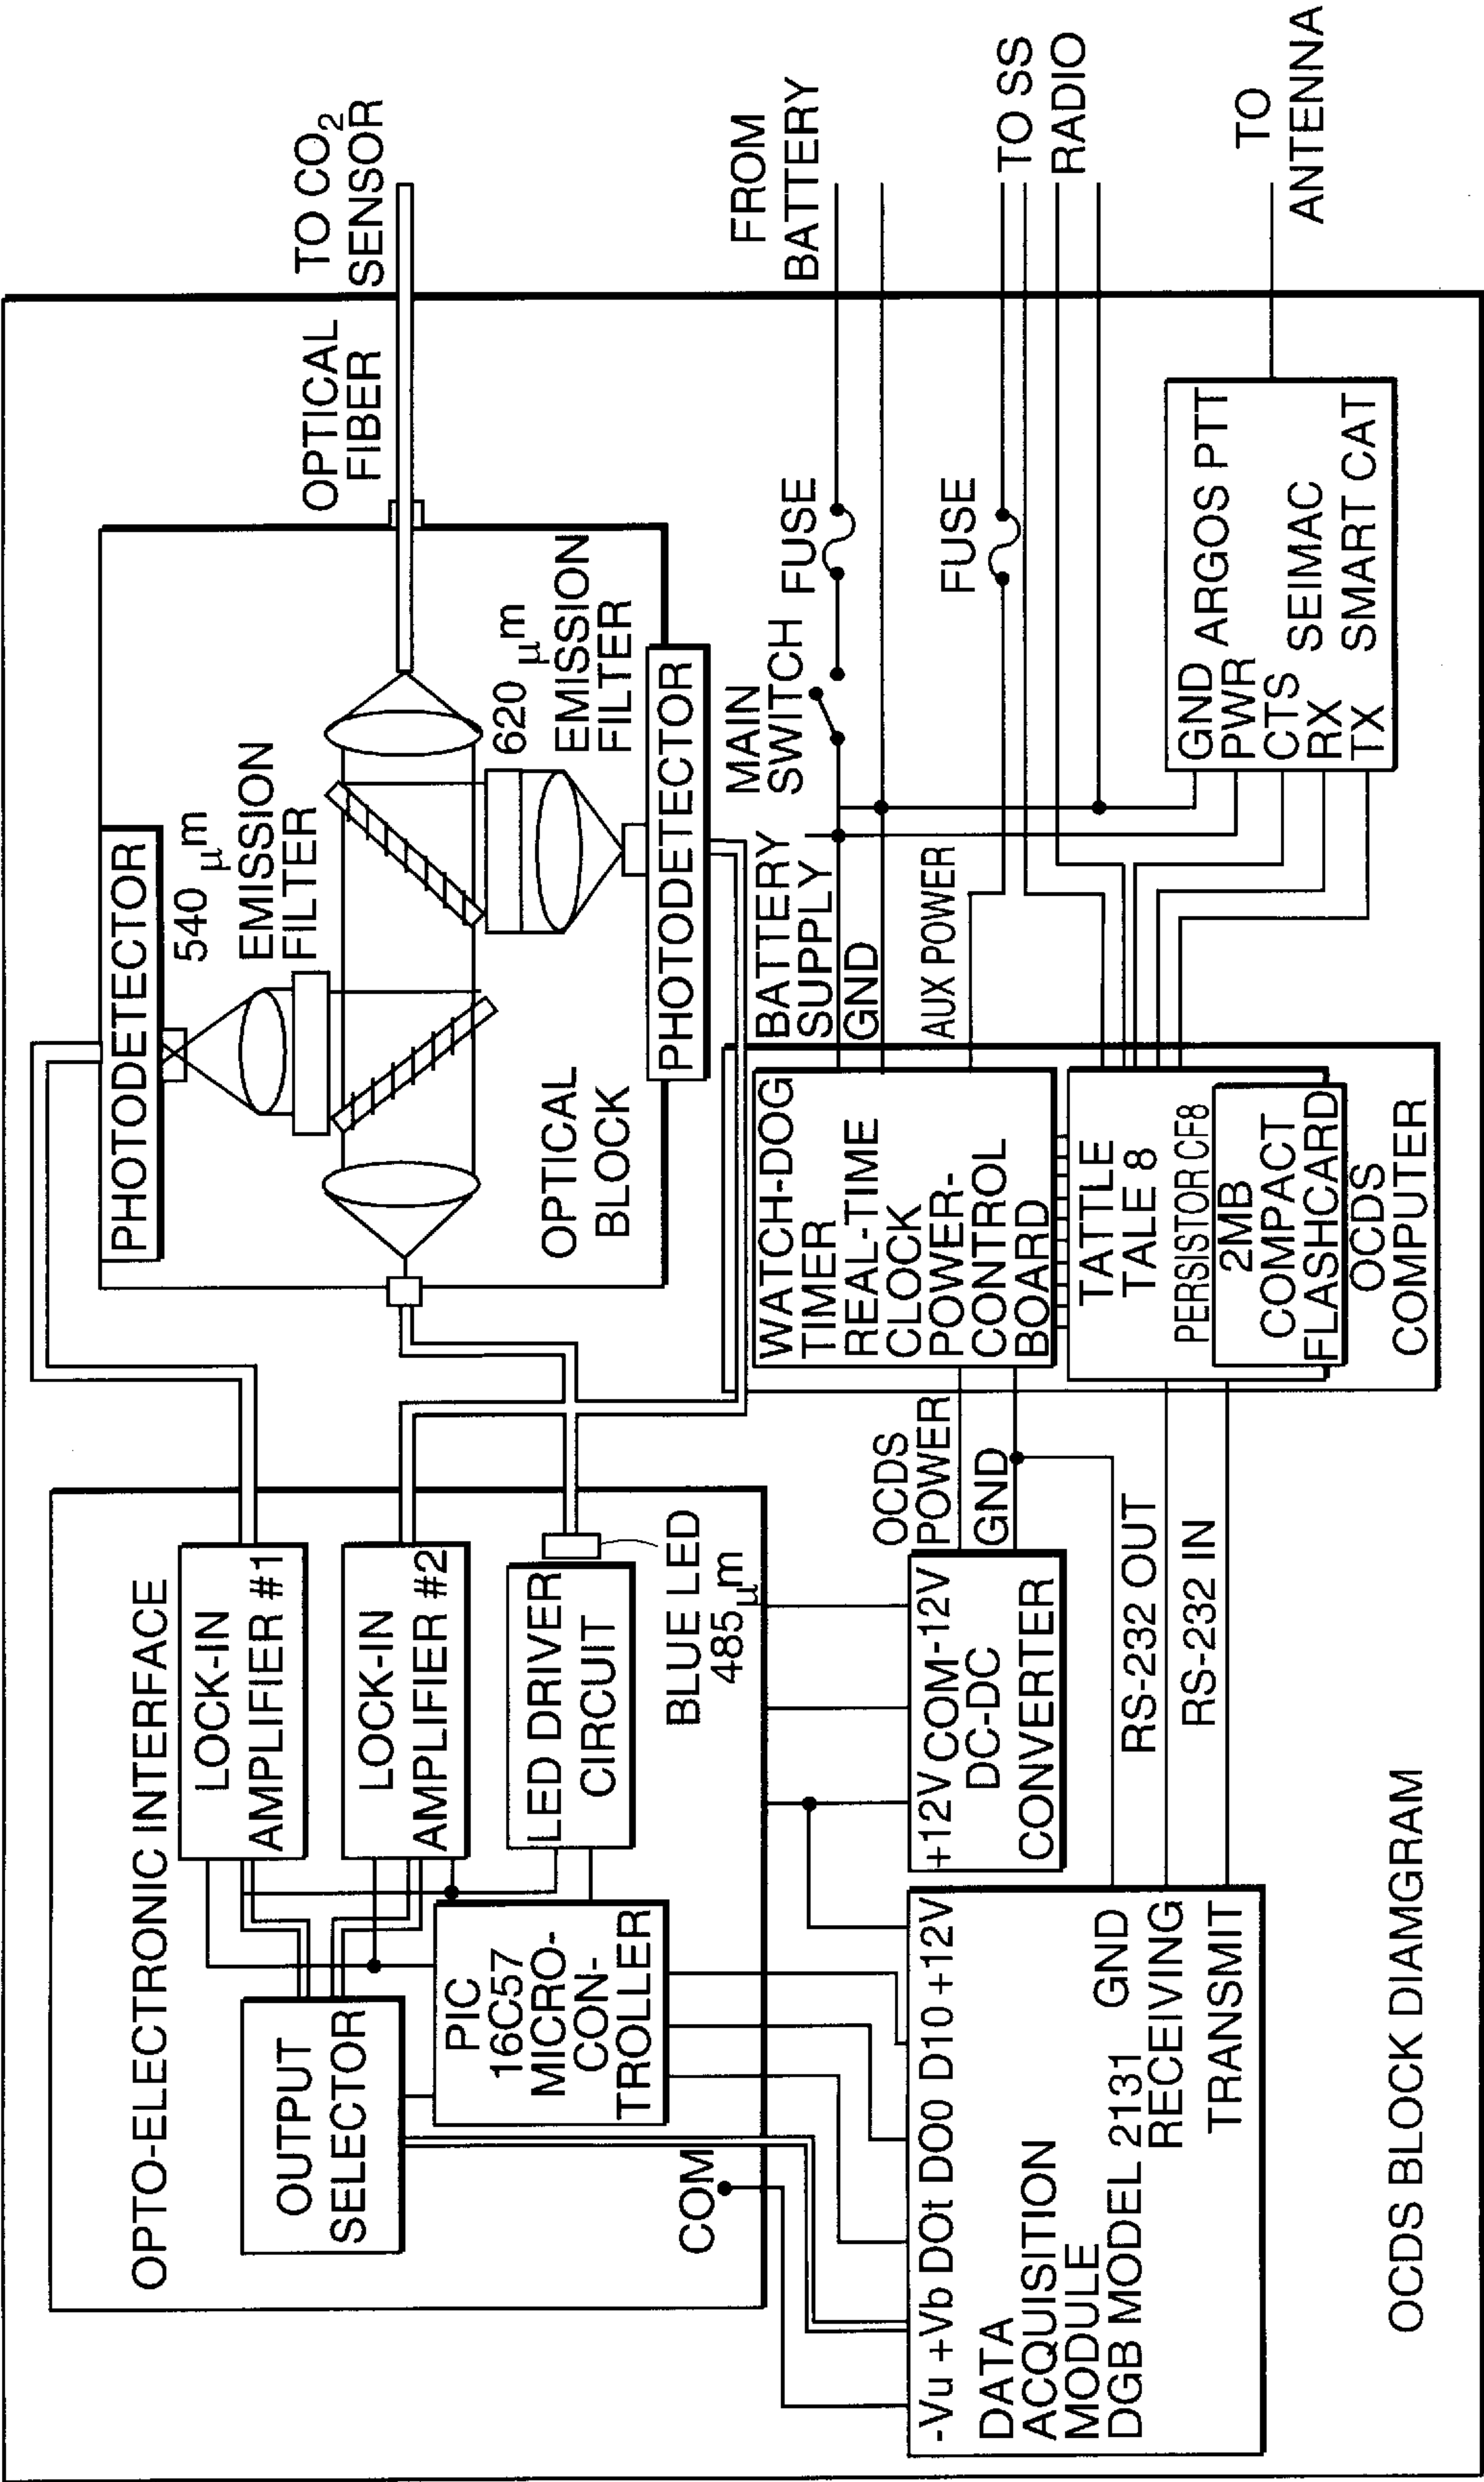 OPTO-ELECTRONIC INTERFACE
OUTPUT
SELECTOR
LOCK-IN
AMPLIFIER #1
LOCK-IN
AMPLIFIER #2
PIC
16C57
MICRO-
CON-
TROLLER
LED DRIVER
CIRCUIT
BLUE LED
485 μm
COM
PHOTODETECTOR
540 μm
EMISSION
FILTER
OPTICAL
BLOCK
620 μm
EMISSION
FILTER
PHOTODETECTOR
OPTICAL
FIBER
TO CO2
SENSOR
-Vu +Vb DOt DO0 D10 +12V
DATA
ACQUISITION
MODULE
DGB MODEL 2131
GND
RECEIVING
TRANSMIT
+12V COM -12V
DC-DC
CONVERTER
OCDS
POWER
GND
RS-232 OUT
RS-232 IN
WATCH-DOG
TIMER
REAL-TIME
CLOCK
POWER-
CONTROL
BOARD
TATTLE
TALE 8
PERSISTOR CF8
2MB
COMPACT
FLASHCARD
OCDS
COMPUTER
BATTERY
SUPPLY
GND
AUX POWER
MAIN
SWITCH
FUSE
FUSE
FROM
BATTERY
TO SS
RADIO
GND ARGOS PTT
PWR
CTS SEIMAC
RX SMART CAT
TX
TO
ANTENNA
OCDS BLOCK DIAMGRAM